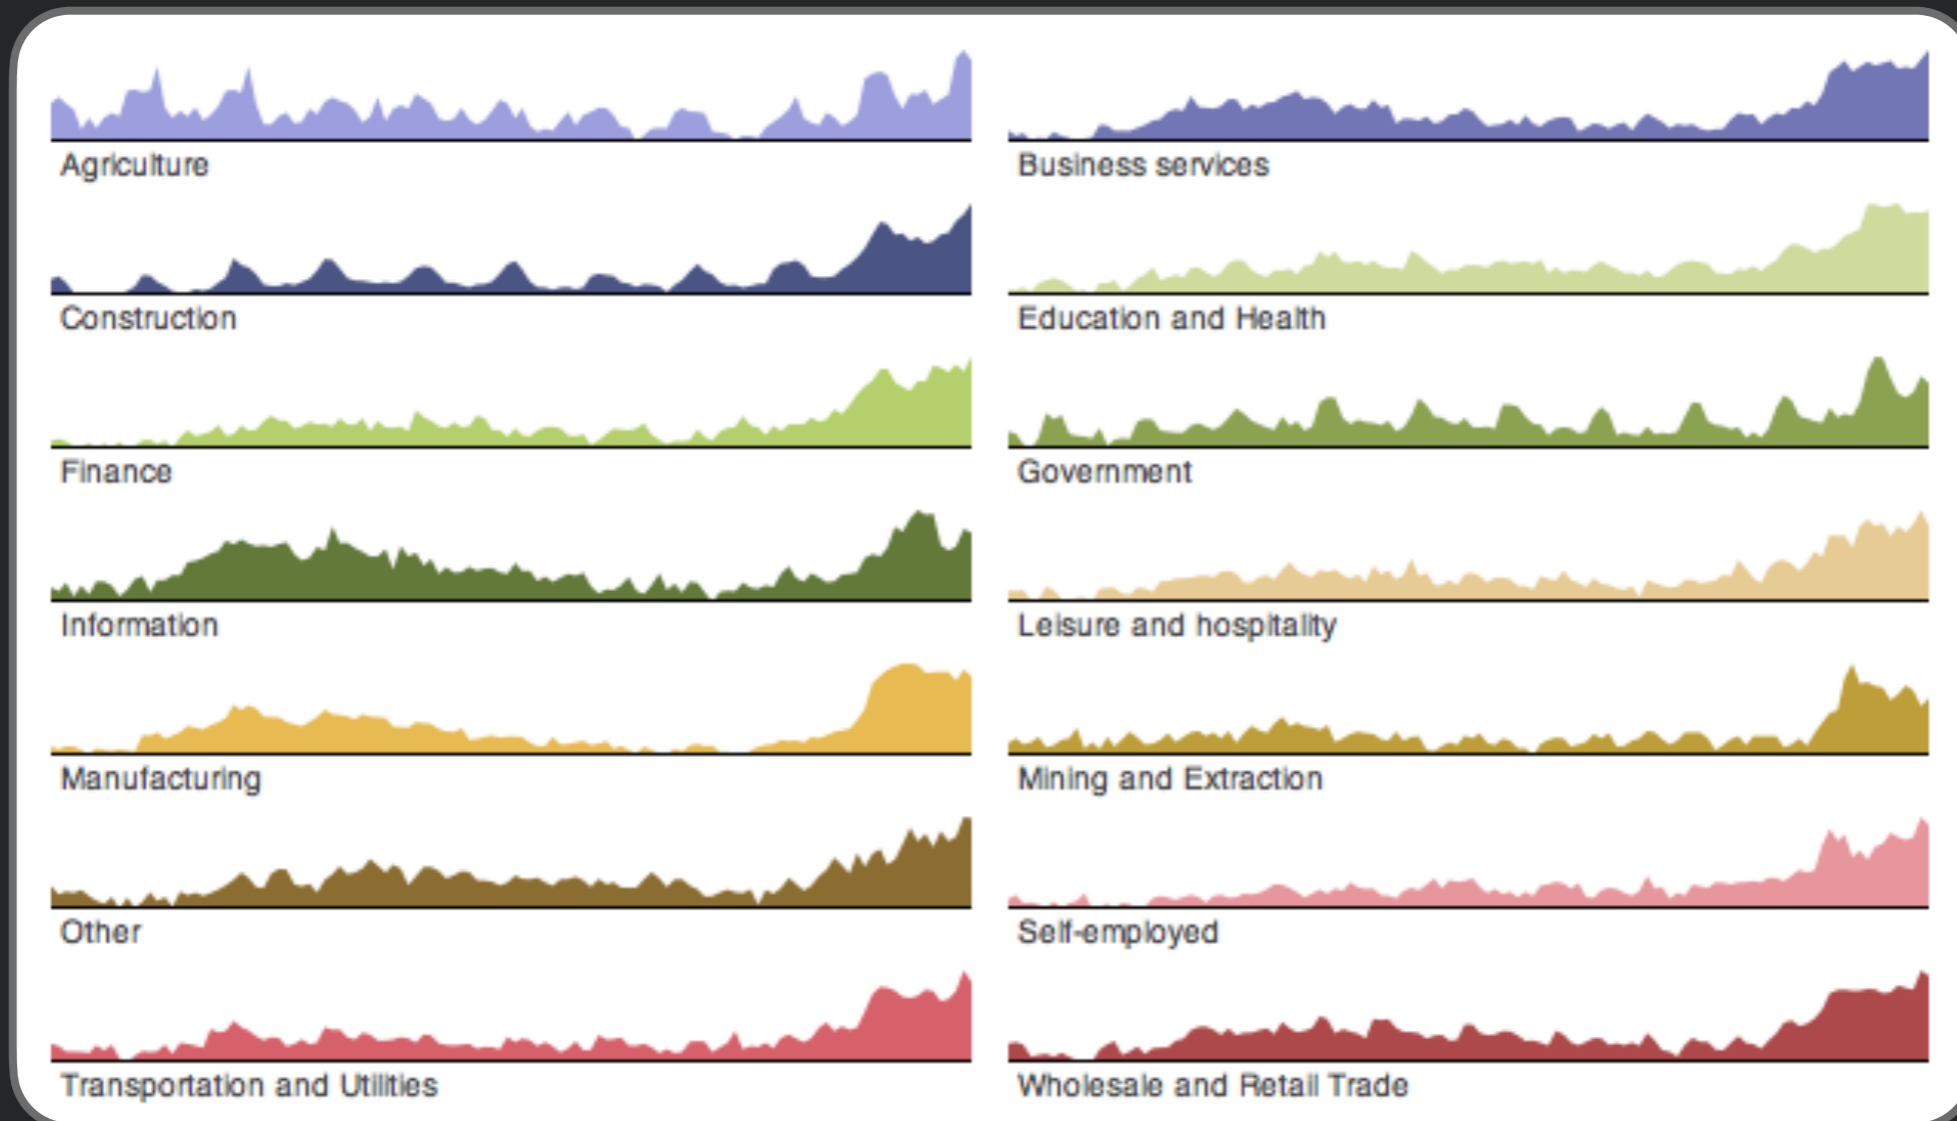 Agriculture
Business services
Construction
Education and Health
Finance
Government
Information
Leisure and hospitality
Manufacturing
Mining and Extraction
Other
Self-employed
Transportation and Utilities
Wholesale and Retail Trade